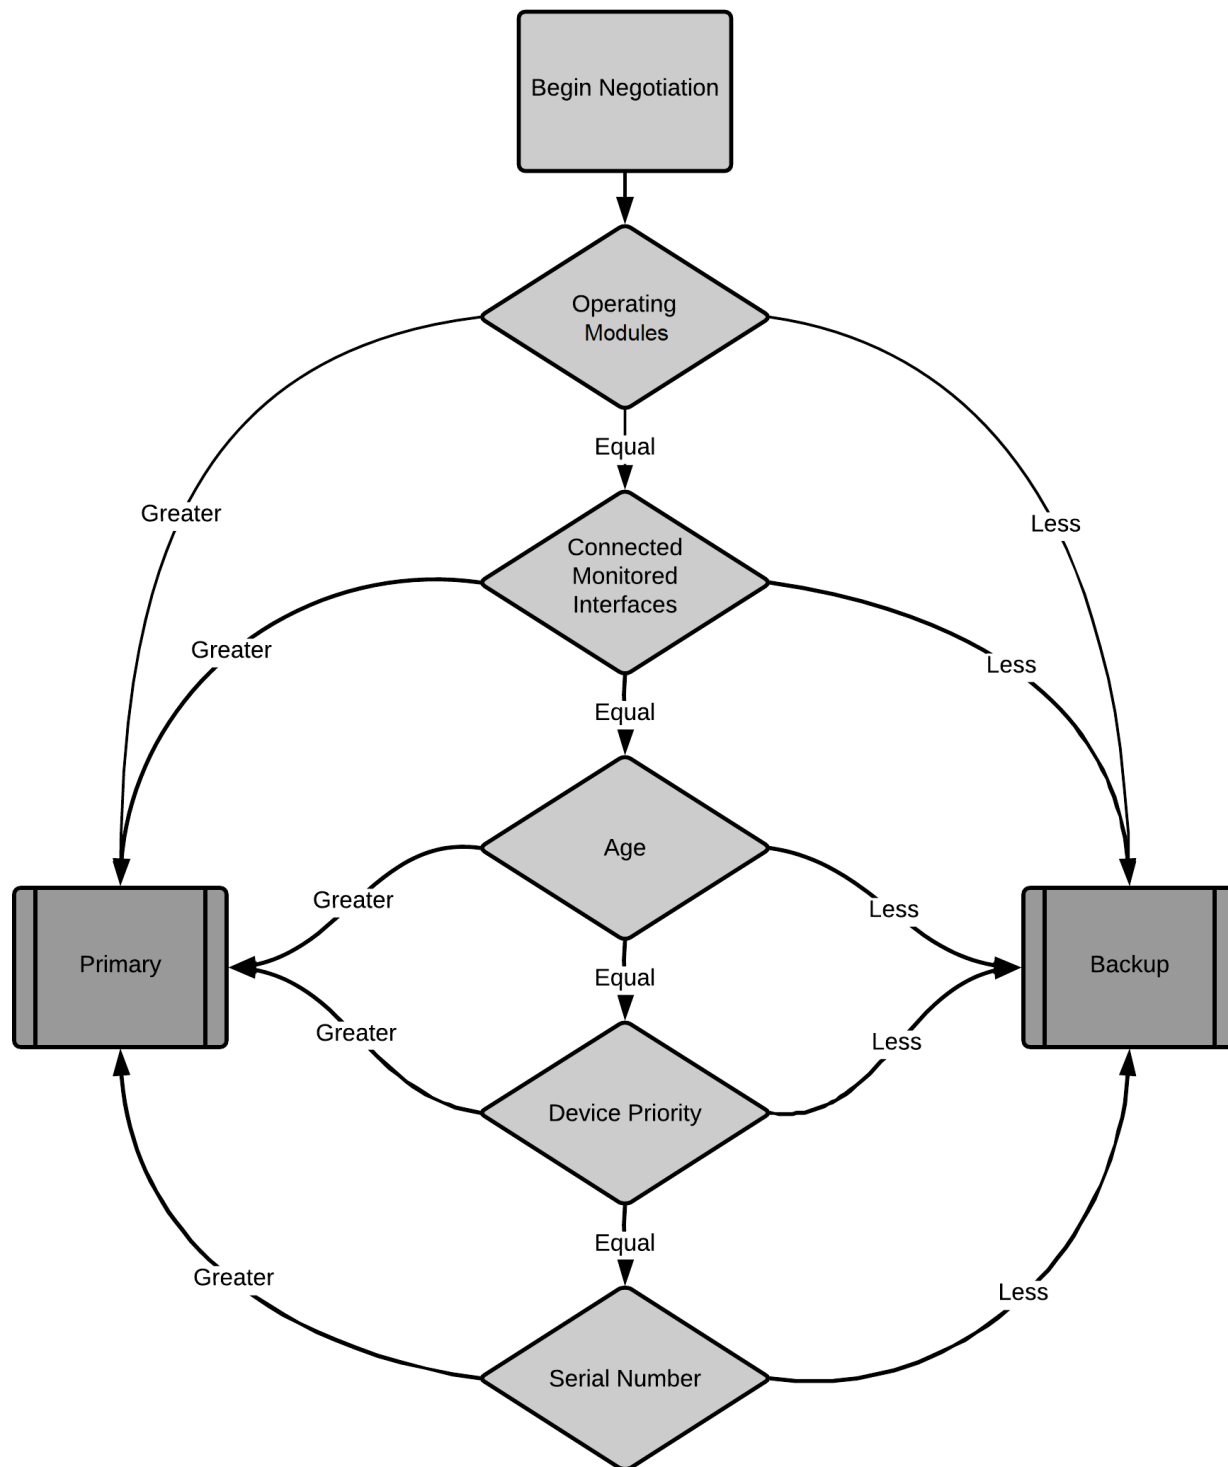 Begin Negotiation
Operating
Modules
Equal
Greater
Less
Connected
Monitored
Interfaces
Greater
Less
Equal
Age
Greater
Less
Primary
Backup
Equal
Greater
Less
Device Priority
Equal
Greater
Less
Serial Number